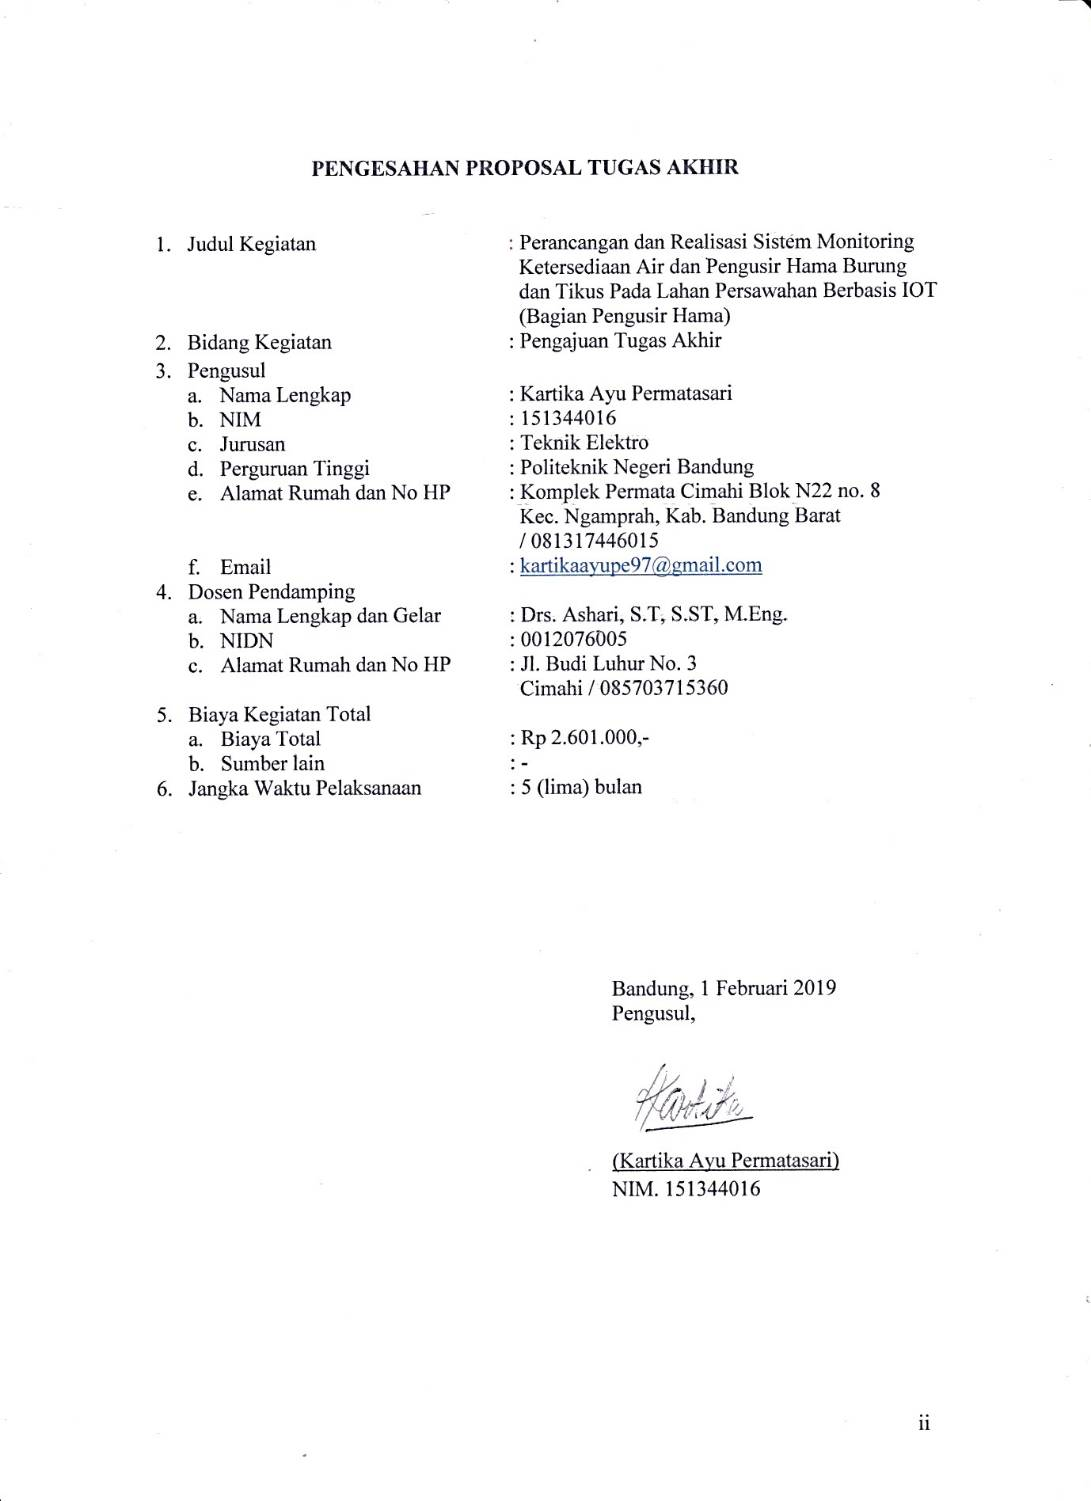 PENGESAHAN PROPOSAL TUGAS AKHIR
1. Judul Kegiatan : Perancangan dan Realisasi Sistem Monitoring
Ketersediaan Air dan Pengusir Hama Burung
dan Tikus Pada Lahan Persawahan Berbasis IOT
(Bagian Pengusir Hama)
2. Bidang Kegiatan : Pengajuan Tugas Akhir
3. Pengusul
a. Nama Lengkap : Kartika Ayu Permatasari
b. NIM : 151344016
c. Jurusan : Teknik Elektro
d. Perguruan Tinggi : Politeknik Negeri Bandung
e. Alamat Rumah dan No HP : Komplek Permata Cimahi Blok N22 no. 8
Kec. Ngamprah, Kab. Bandung Barat
/ 081317446015
f. Email : kartikaayupe97@gmail.com
4. Dosen Pendamping
a. Nama Lengkap dan Gelar : Drs. Ashari, S.T, S.ST, M.Eng.
b. NIDN : 0012076005
c. Alamat Rumah dan No HP : Jl. Budi Luhur No. 3
Cimahi / 085703715360
5. Biaya Kegiatan Total
a. Biaya Total : Rp 2.601.000,-
b. Sumber lain : -
6. Jangka Waktu Pelaksanaan : 5 (lima) bulan
Bandung, 1 Februari 2019
Pengusul,
Kartika
(Kartika Ayu Permatasari)
NIM. 151344016
ii